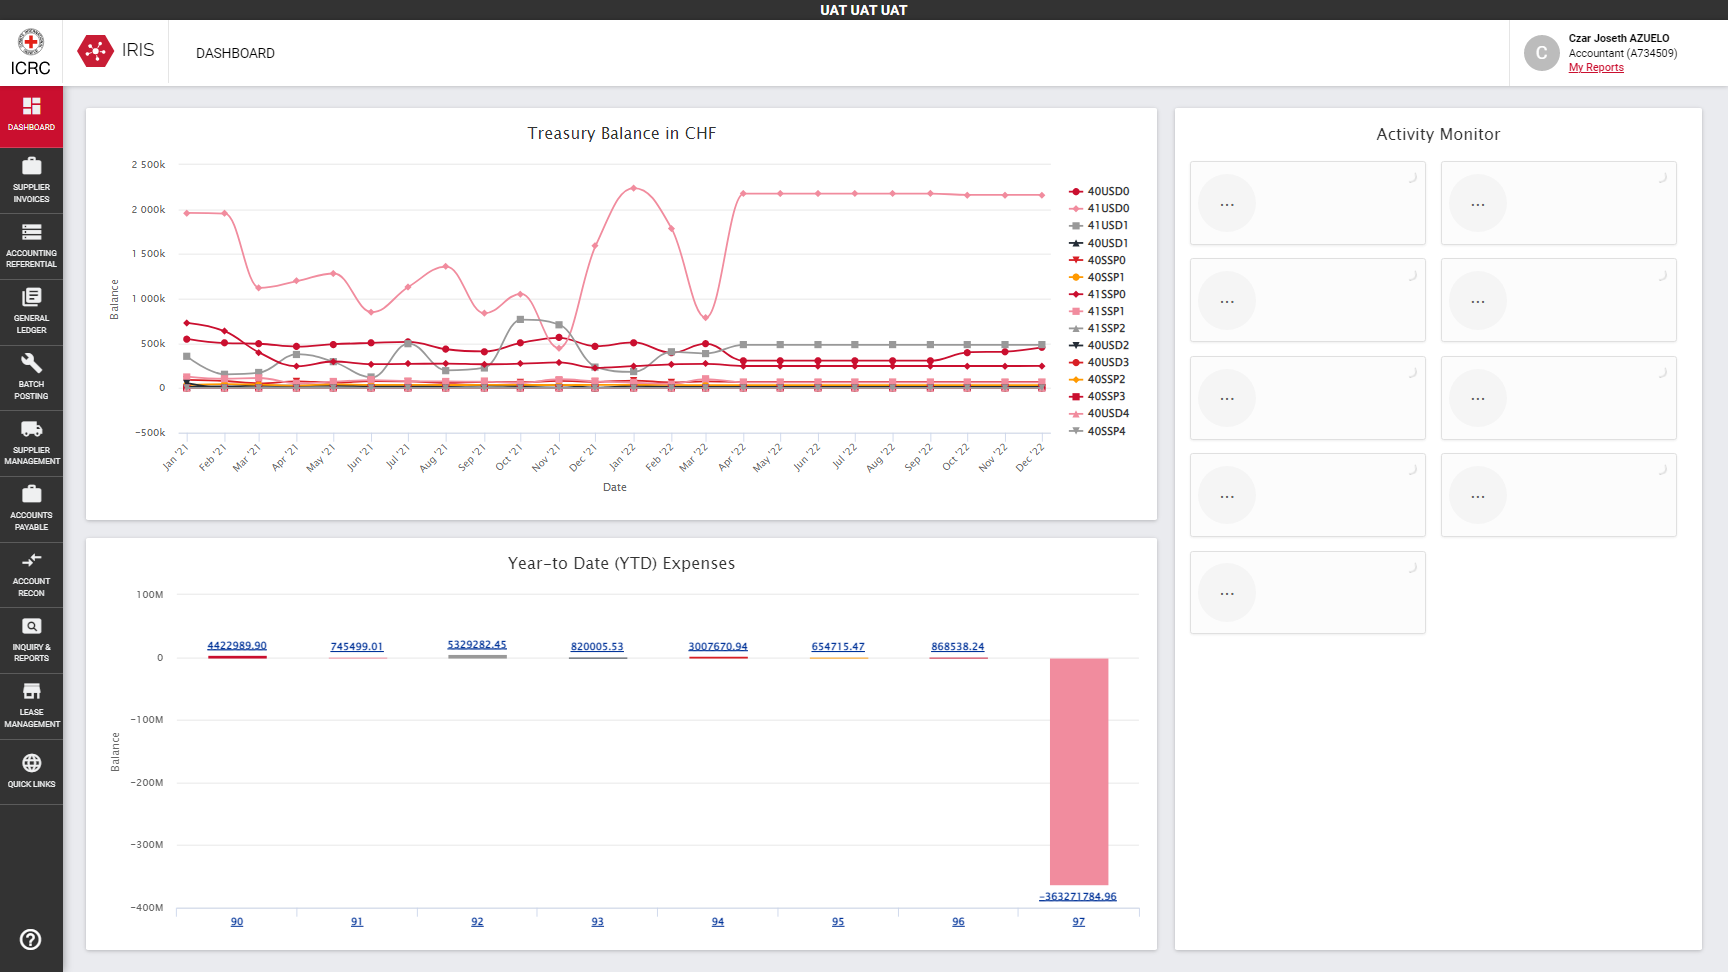 UAT UAT UAT
ICRC
IRIS
DASHBOARD
C
Czar Joseth AZUELO
Accountant (A734509)
My Reports
DASHBOARD
SUPPLIER
INVOICES
ACCOUNTING
REFERENTIAL
GENERAL
LEDGER
BATCH
POSTING
SUPPLIER
MANAGEMENT
ACCOUNTS
PAYABLE
ACCOUNT
RECON
INQUIRY &
REPORTS
LEASE
MANAGEMENT
QUICK LINKS
Treasury Balance in CHF
Balance
2 500k
2 000k
1 500k
1 000k
500k
0
-500k
Jan '21
Feb '21
Mar '21
Apr '21
May '21
Jun '21
Jul '21
Aug '21
Sep '21
Oct '21
Nov '21
Dec '21
Jan '22
Feb '22
Mar '22
Apr '22
May '22
Jun '22
Jul '22
Aug '22
Sep '22
Oct '22
Nov '22
Dec '22
Date
40USD0
41USD0
41USD1
40USD1
40SSP0
40SSP1
41SSP0
41SSP1
41SSP2
40USD2
40USD3
40SSP2
40SSP3
40USD4
40SSP4
Year-to Date (YTD) Expenses
Balance
100M
0
-100M
-200M
-300M
-400M
4422989.90
745499.01
5329282.45
820005.53
3007670.94
654715.47
868538.24
-363271784.96
90
91
92
93
94
95
96
97
Activity Monitor
...
...
...
...
...
...
...
...
...